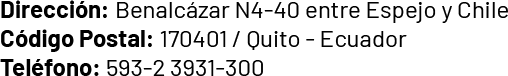 Dirección: Benalcázar N4-40 entre Espejo y Chile
Código Postal: 170401 / Quito - Ecuador
Teléfono: 593-2 3931-300